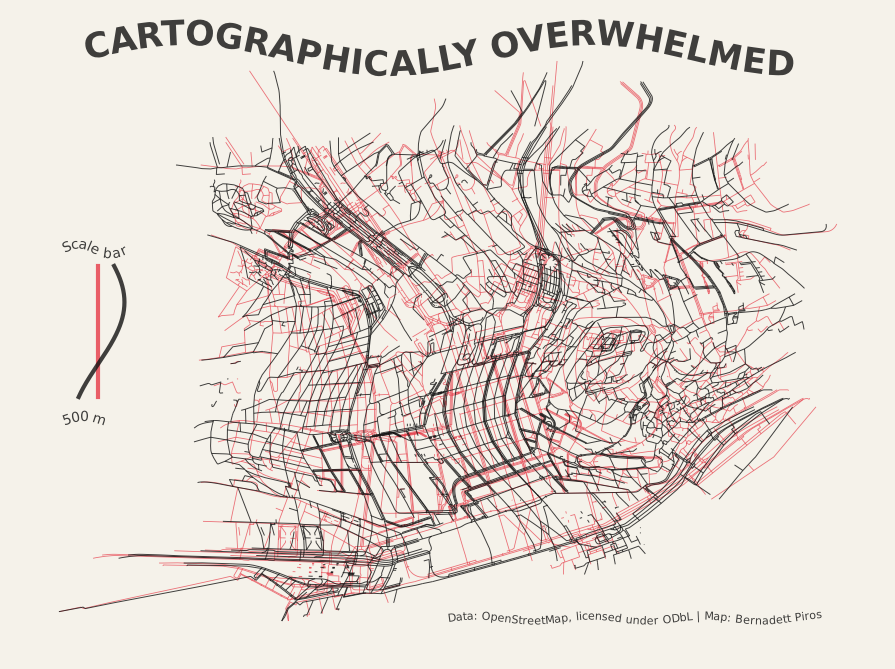 CARTOGRAPHICALLY OVERWHELMED
Scale bar
500 m
Data: OpenStreetMap, licensed under ODbL | Map: Bernadett Piros